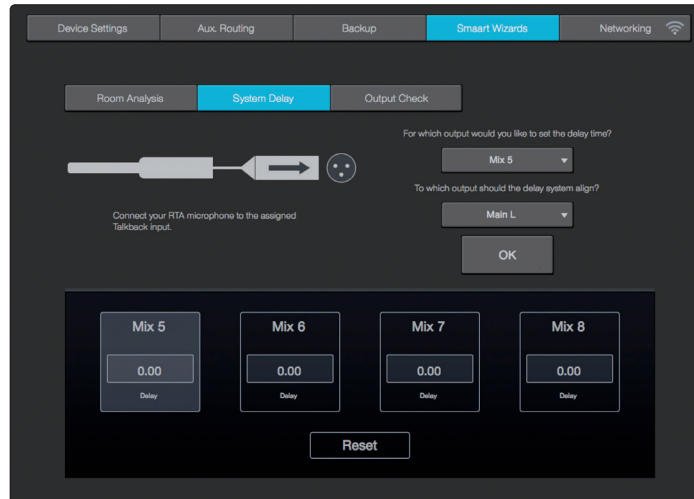 Device Settings
Aux. Routing
Backup
Smaart Wizards
Networking
Room Analysis
System Delay
Output Check
For which output would you like to set the delay time?
Mix 5
To which output should the delay system align?
Main L
OK
Connect your RTA microphone to the assigned
Talkback input.
Mix 5
Mix 6
Mix 7
Mix 8
0.00
0.00
0.00
0.00
Delay
Delay
Delay
Delay
Reset